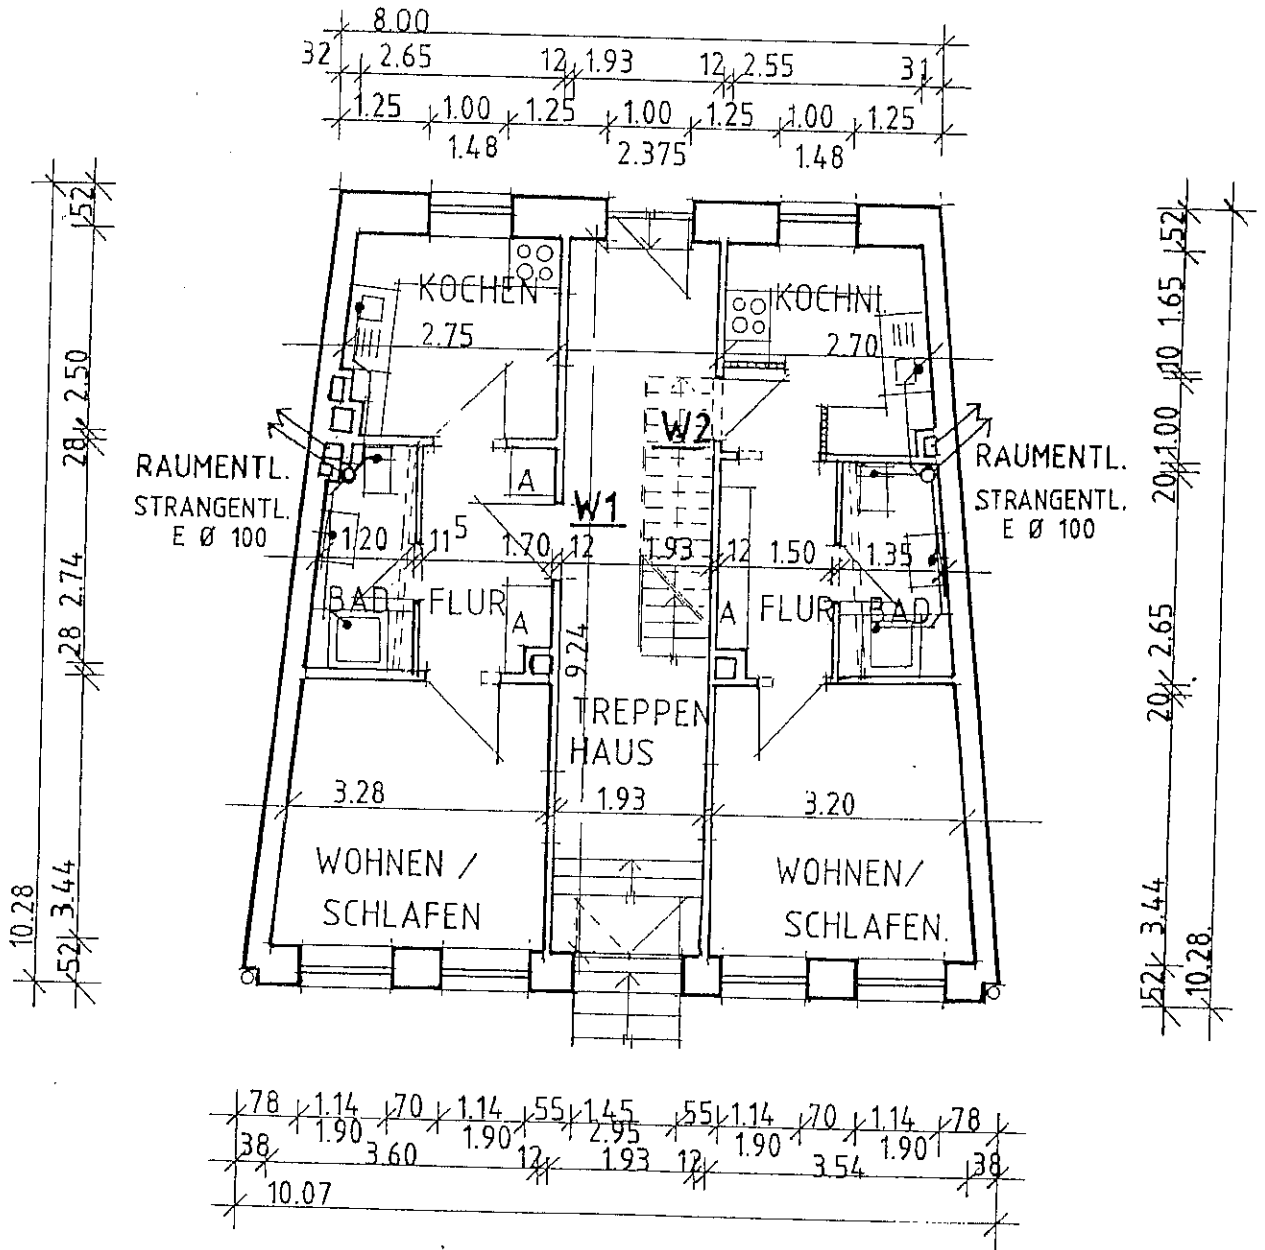 8.00
32 2.65 12 1.93 12 2.55 31
1.25 1.00 1.25 1.00 1.25 1.00 1.25
1.48 2.375 1.48
52 2.50 28 2.74 28 3.44 52
10.28
52 1.65 10 1.00 20 2.65 20 3.44 52
10.28.
KOCHEN
KOCHNI.
2.75
2.70
W2
RAUMENTL.
STRANGENTL.
E Ø 100
RAUMENTL.
STRANGENTL.
E Ø 100
A
W1
1.20 11⁵ 1.70 12 1.93 12 1.50 1.35
BAD FLUR
A
FLUR BAD
A
9.24
TREPPEN
HAUS
3.28 1.93 3.20
WOHNEN /
SCHLAFEN
WOHNEN/
SCHLAFEN.
78 1.14 70 1.14 55 1.45 55 1.14 70 1.14 78
1.90 1.90 2.95 1.90 1.90
38 3.60 12 1.93 12 3.54 38
10.07